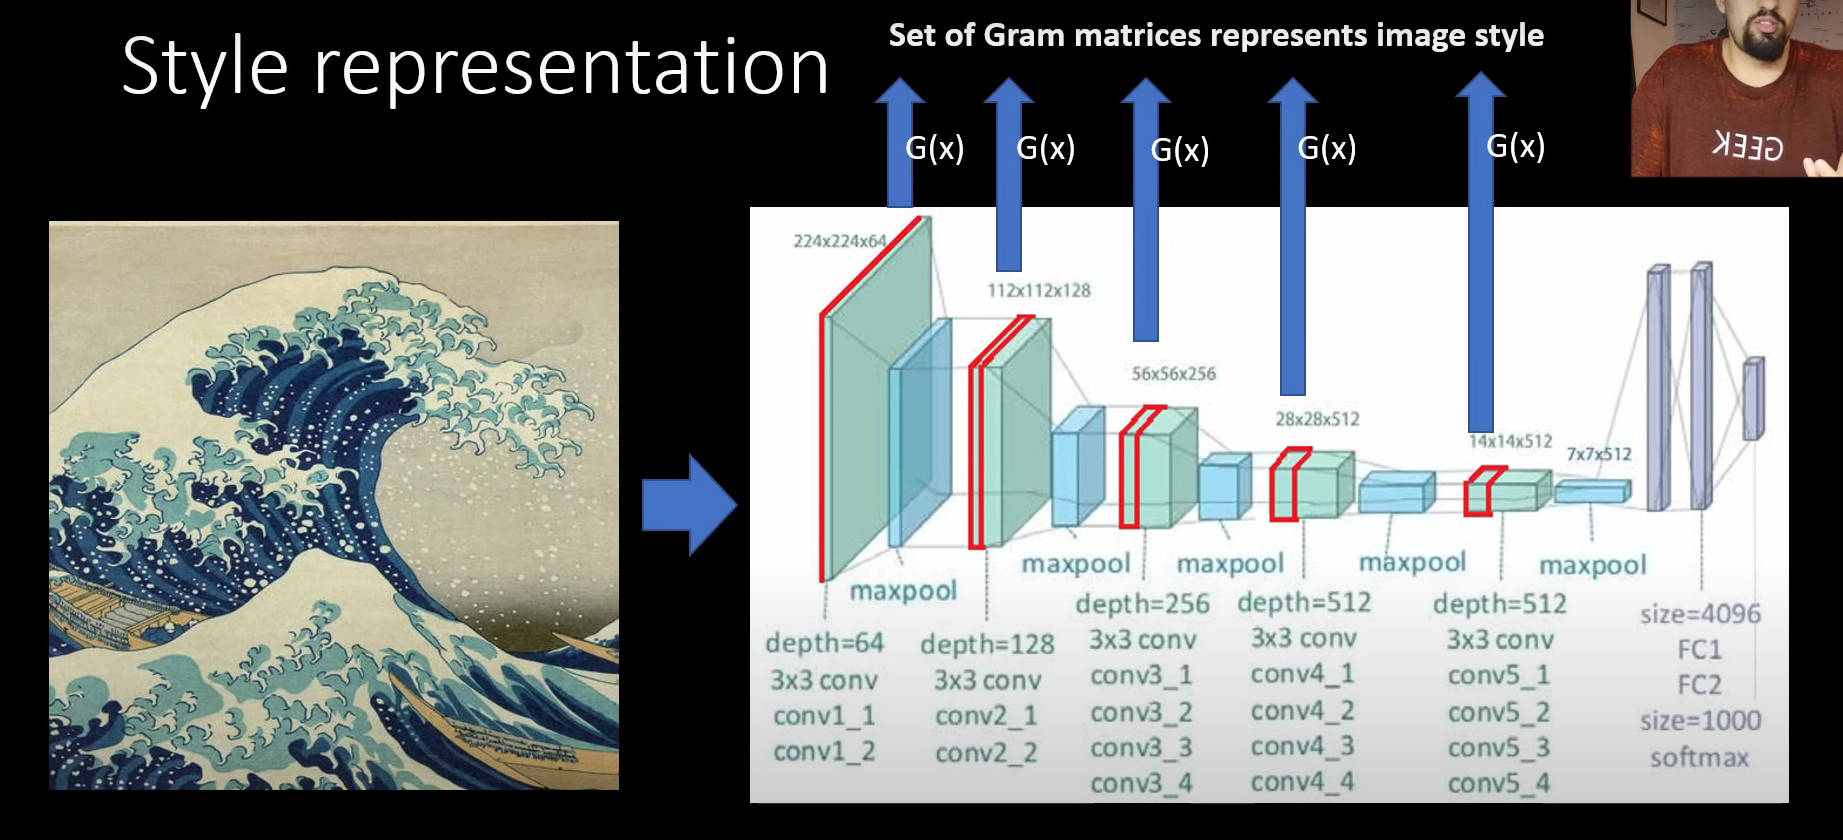 Style representation
Set of Gram matrices represents image style
G(x)
G(x)
G(x)
G(x)
G(x)
GEEK
224x224x64
112x112x128
56x56x256
28x28x512
14x14x512
7x7x512
maxpool
maxpool
maxpool
maxpool
maxpool
depth=64
3x3 conv
conv1_1
conv1_2
depth=128
3x3 conv
conv2_1
conv2_2
depth=256
3x3 conv
conv3_1
conv3_2
conv3_3
conv3_4
depth=512
3x3 conv
conv4_1
conv4_2
conv4_3
conv4_4
depth=512
3x3 conv
conv5_1
conv5_2
conv5_3
conv5_4
size=4096
FC1
FC2
size=1000
softmax